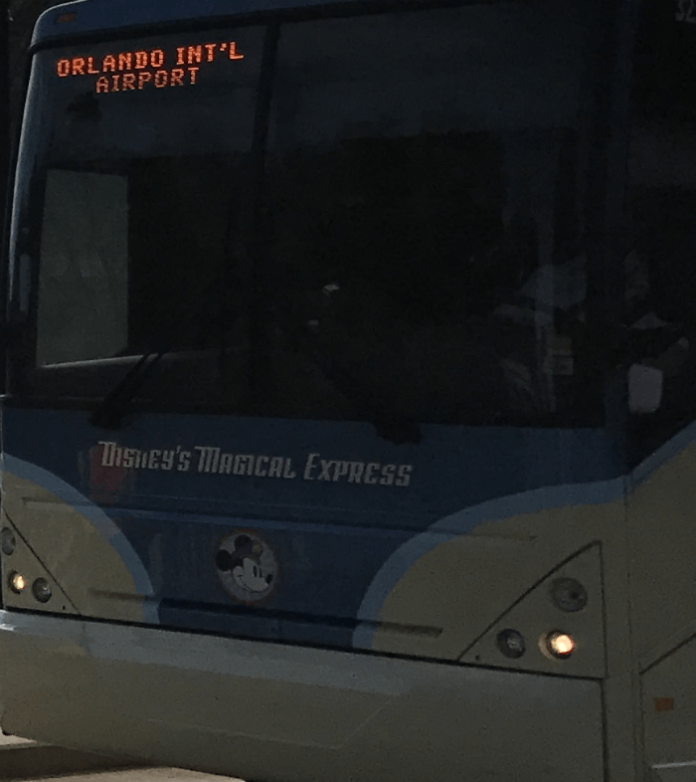 ORLANDO INT'L
AIRPORT
DISNEY'S MAGICAL EXPRESS